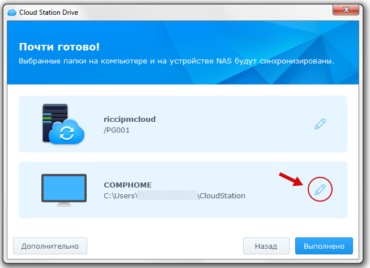 Cloud Station Drive
Почти готово!
Выбранные папки на компьютере и на устройстве NAS будут синхронизированы.
riccipmcloud
/PG001
COMPHOME
C:\Users\ \CloudStation
Дополнительно
Назад
Выполнено